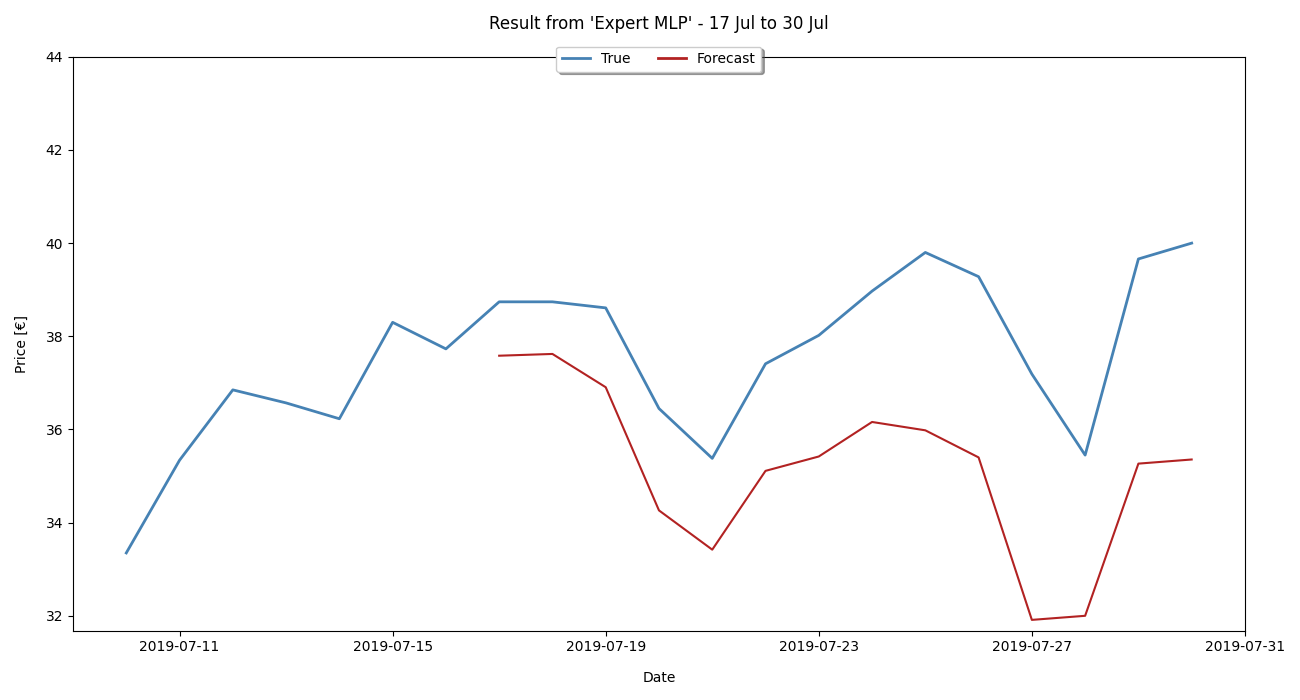 Result from 'Expert MLP' - 17 Jul to 30 Jul
True Forecast
44
42
40
38
36
34
32
Price [€]
2019-07-11 2019-07-15 2019-07-19 2019-07-23 2019-07-27 2019-07-31
Date